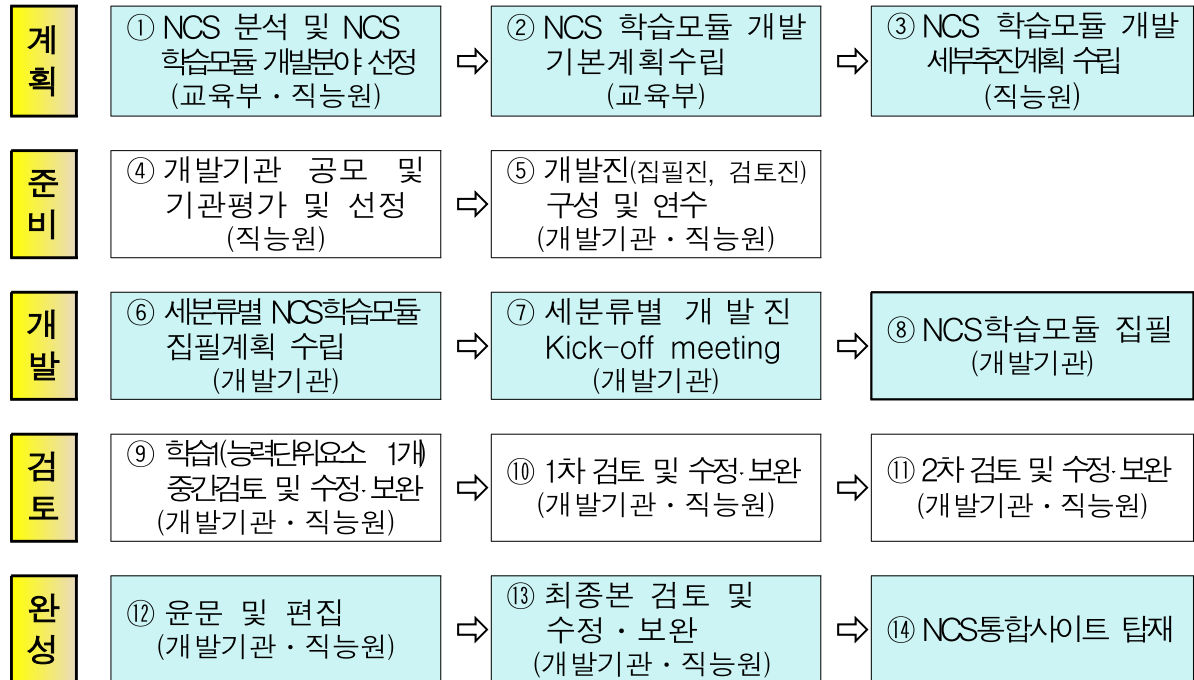 계
획
① NCS 분석 및 NCS
학습모듈 개발분야 선정
(교육부・직능원)
⇨
② NCS 학습모듈 개발
기본계획수립
(교육부)
⇨
③ NCS 학습모듈 개발
세부추진계획 수립
(직능원)
준
비
④ 개발기관 공모 및
기관평가 및 선정
(직능원)
⇨
⑤ 개발진(집필진, 검토진)
구성 및 연수
(개발기관・직능원)
개
발
⑥ 세분류별 NCS학습모듈
집필계획 수립
(개발기관)
⇨
⑦ 세분류별 개 발 진
Kick-off meeting
(개발기관)
⇨
⑧ NCS학습모듈 집필
(개발기관)
검
토
⑨ 학습1(능력단위요소 1개)
중간검토 및 수정·보완
(개발기관・직능원)
⇨
⑩ 1차 검토 및 수정·보완
(개발기관・직능원)
⇨
⑪ 2차 검토 및 수정·보완
(개발기관・직능원)
완
성
⑫ 윤문 및 편집
(개발기관・직능원)
⇨
⑬ 최종본 검토 및
수정・보완
(개발기관・직능원)
⇨
⑭ NCS통합사이트 탑재